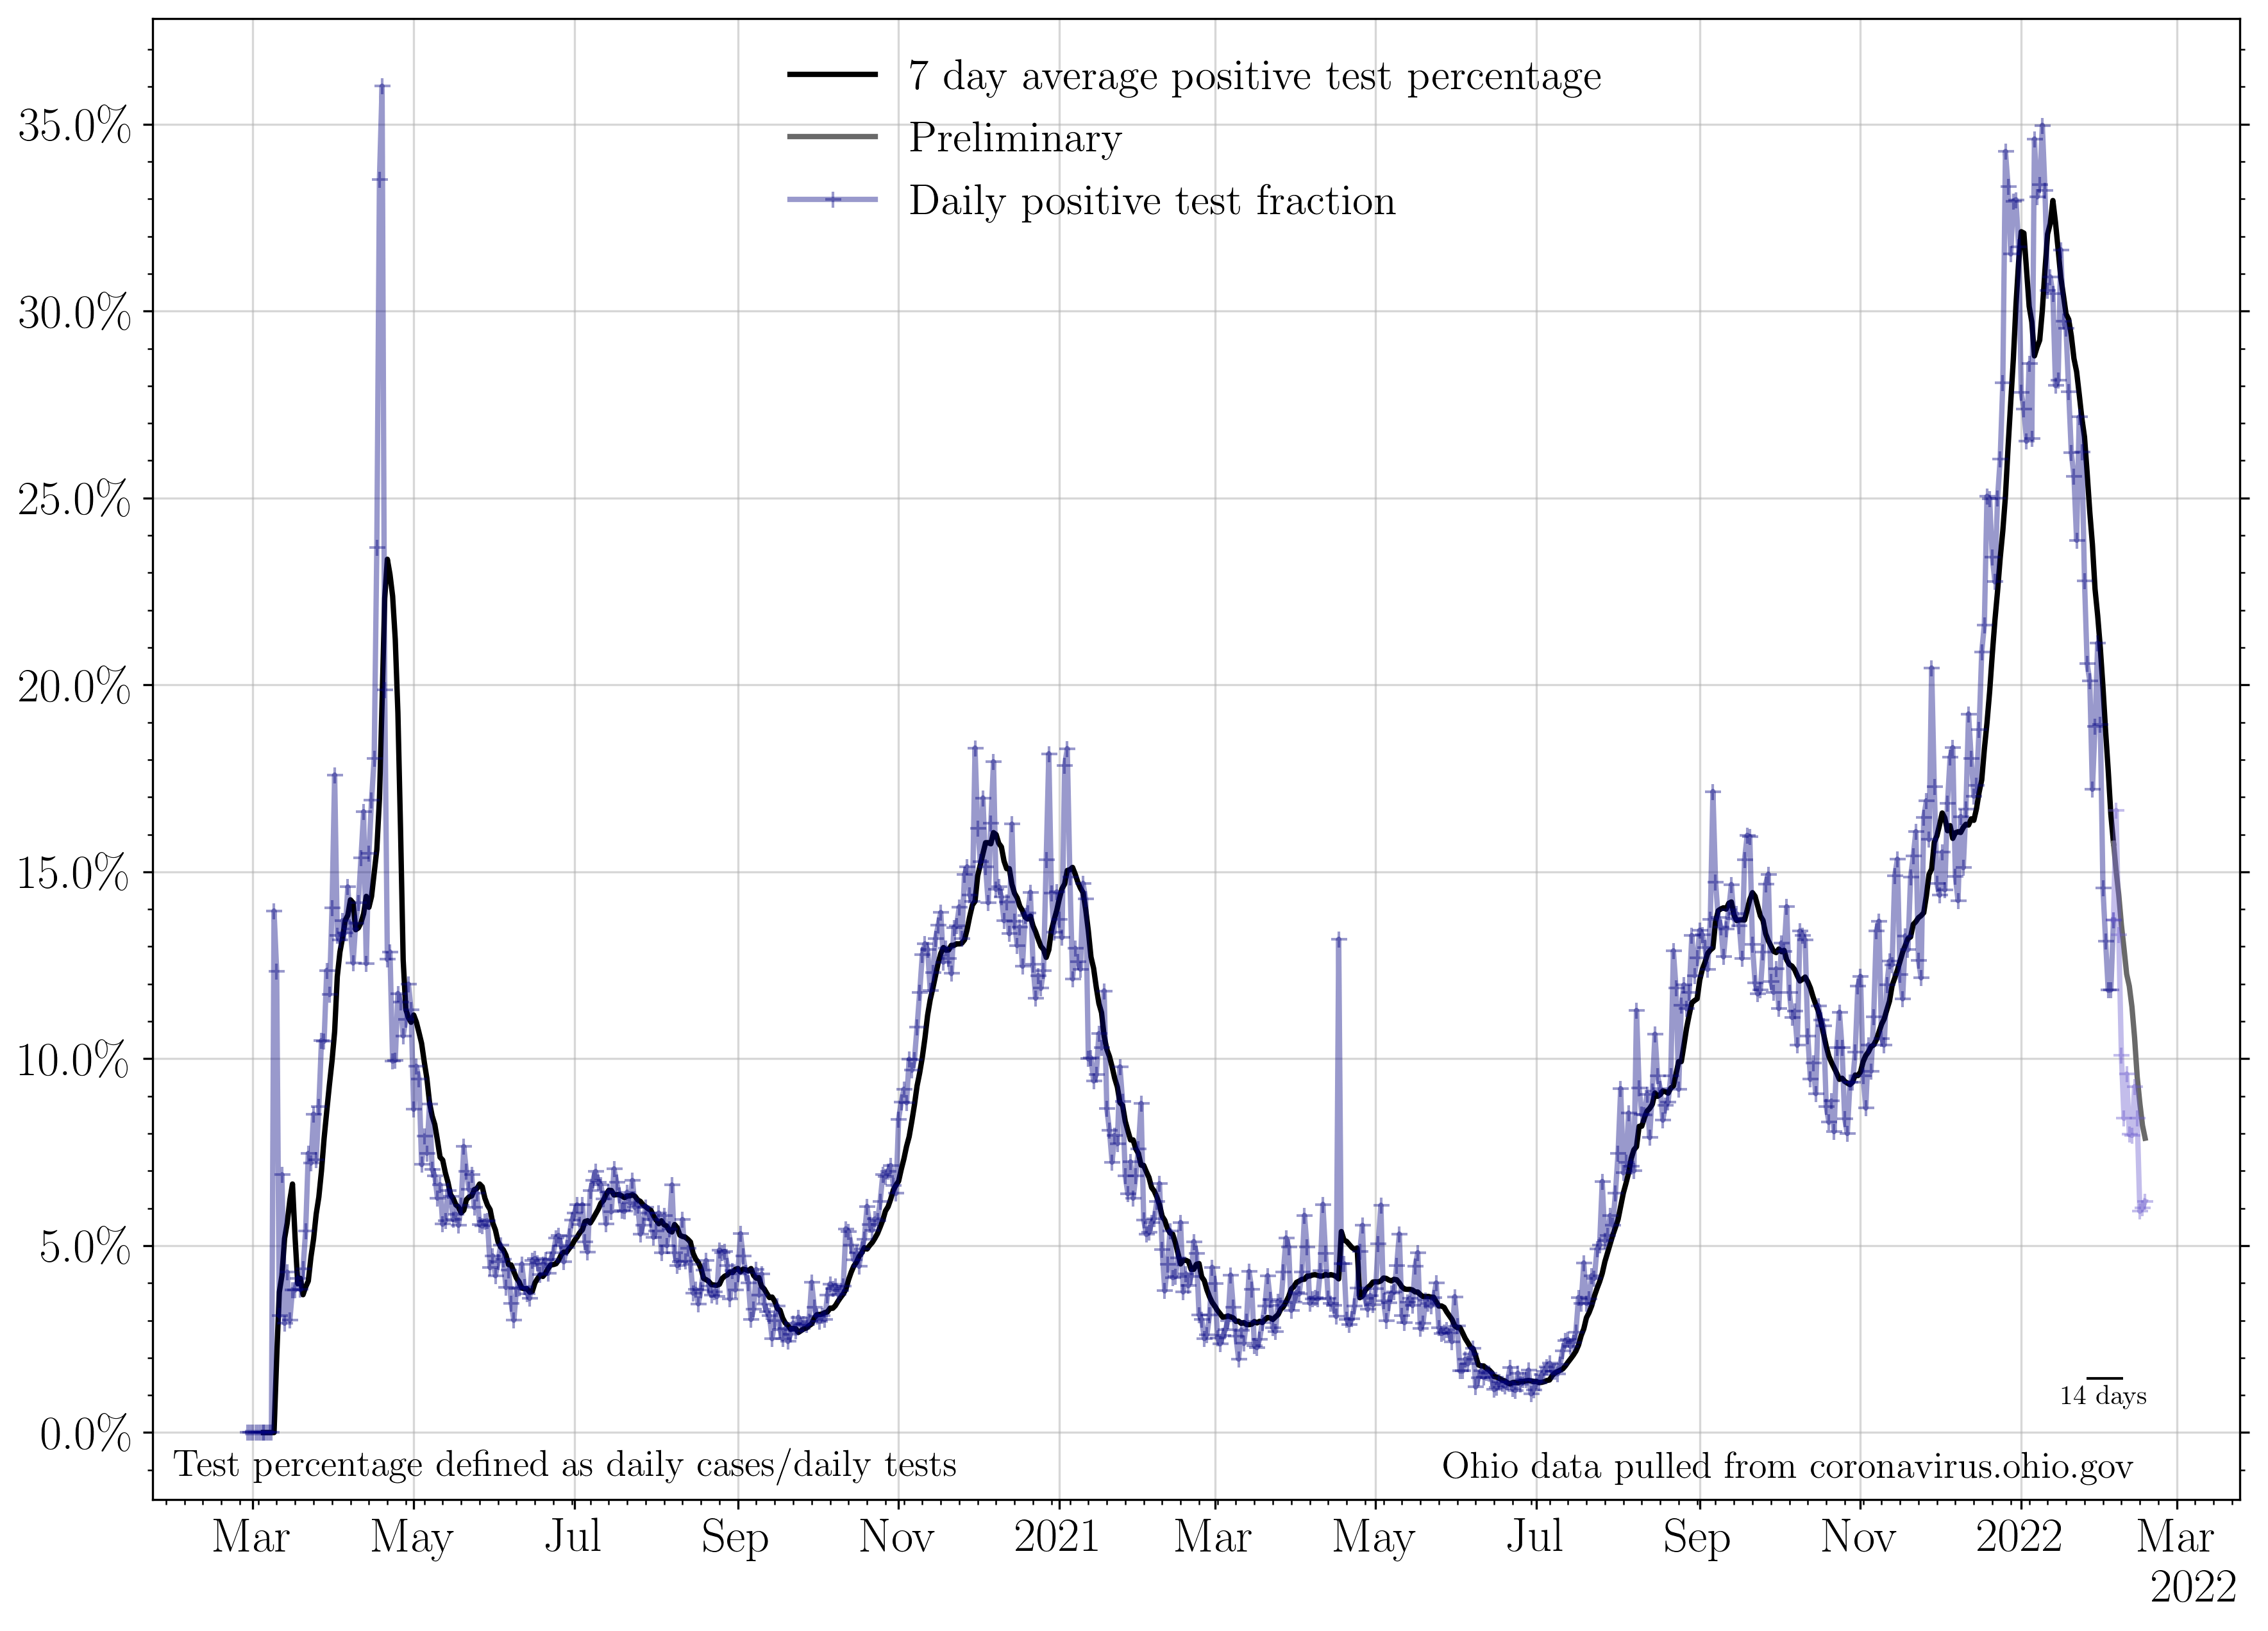 7 day average positive test percentage
Preliminary
Daily positive test fraction
35.0%
30.0%
25.0%
20.0%
15.0%
10.0%
5.0%
0.0%
14 days
Test percentage defined as daily cases/daily tests
Ohio data pulled from coronavirus.ohio.gov
Mar May Jul Sep Nov 2021 Mar May Jul Sep Nov 2022 Mar
2022